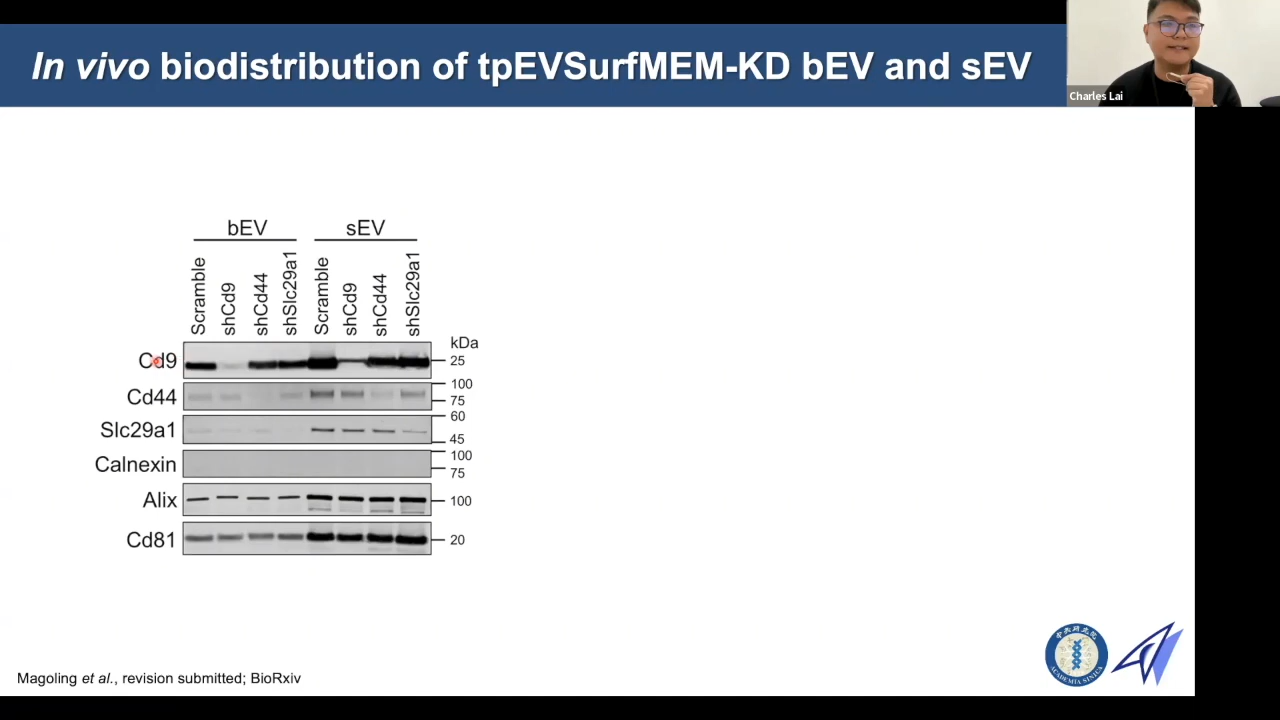 In vivo biodistribution of tpEVSurfMEM-KD bEV and sEV
Charles Lai
bEV
sEV
Scramble
shCd9
shCd44
shSlc29a1
Scramble
shCd9
shCd44
shSlc29a1
kDa
Cd9
25
Cd44
100
75
Slc29a1
60
45
Calnexin
100
75
Alix
100
Cd81
20
ACADEMIA SINICA
Magoling et al., revision submitted; BioRxiv